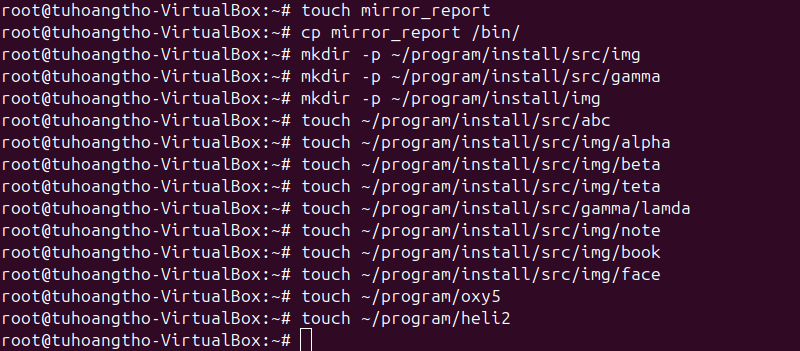 root@tuhoangtho-VirtualBox:~# touch mirror_report
root@tuhoangtho-VirtualBox:~# cp mirror_report /bin/
root@tuhoangtho-VirtualBox:~# mkdir -p ~/program/install/src/img
root@tuhoangtho-VirtualBox:~# mkdir -p ~/program/install/src/gamma
root@tuhoangtho-VirtualBox:~# mkdir -p ~/program/install/img
root@tuhoangtho-VirtualBox:~# touch ~/program/install/src/abc
root@tuhoangtho-VirtualBox:~# touch ~/program/install/src/img/alpha
root@tuhoangtho-VirtualBox:~# touch ~/program/install/src/img/beta
root@tuhoangtho-VirtualBox:~# touch ~/program/install/src/img/teta
root@tuhoangtho-VirtualBox:~# touch ~/program/install/src/gamma/lamda
root@tuhoangtho-VirtualBox:~# touch ~/program/install/src/img/note
root@tuhoangtho-VirtualBox:~# touch ~/program/install/src/img/book
root@tuhoangtho-VirtualBox:~# touch ~/program/install/src/img/face
root@tuhoangtho-VirtualBox:~# touch ~/program/oxy5
root@tuhoangtho-VirtualBox:~# touch ~/program/heli2
root@tuhoangtho-VirtualBox:~#